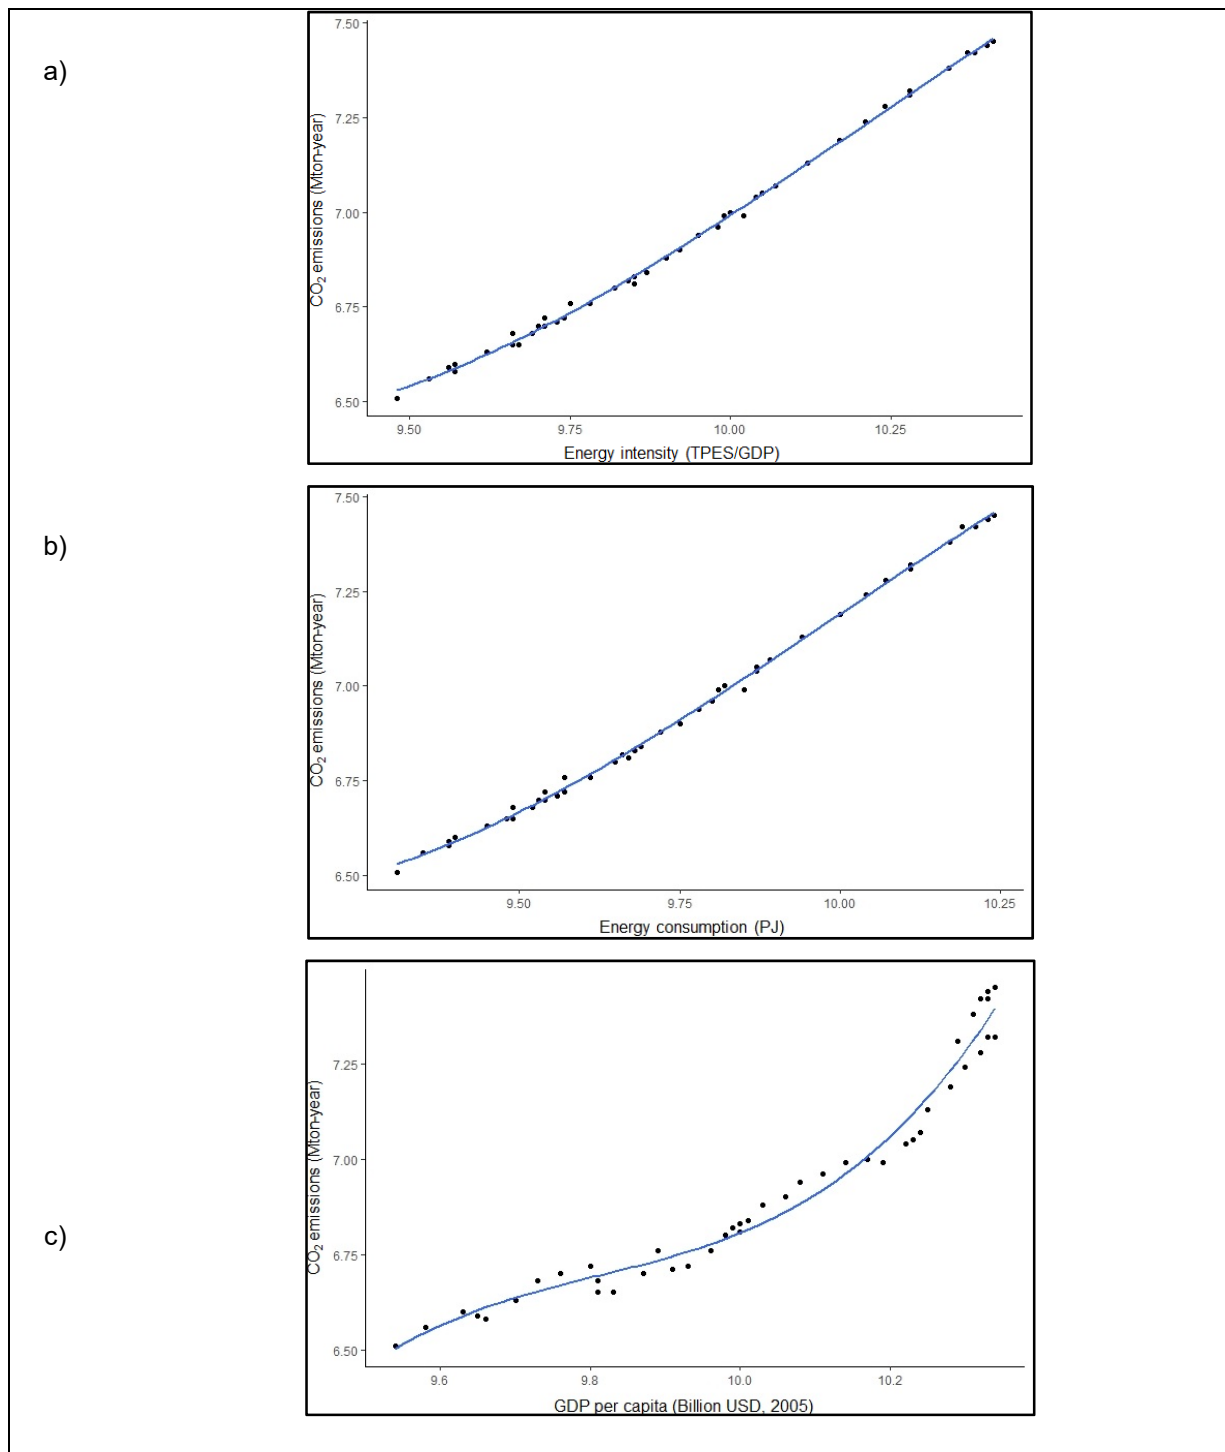 a)
7.50
7.25
7.00
6.75
6.50
CO2 emissions (Mton-year)
9.50 9.75 10.00 10.25
Energy intensity (TPES/GDP)
b)
7.50
7.25
7.00
6.75
6.50
CO2 emissions (Mton-year)
9.50 9.75 10.00 10.25
Energy consumption (PJ)
c)
7.25
7.00
6.75
6.50
CO2 emissions (Mton-year)
9.6 9.8 10.0 10.2
GDP per capita (Billion USD, 2005)